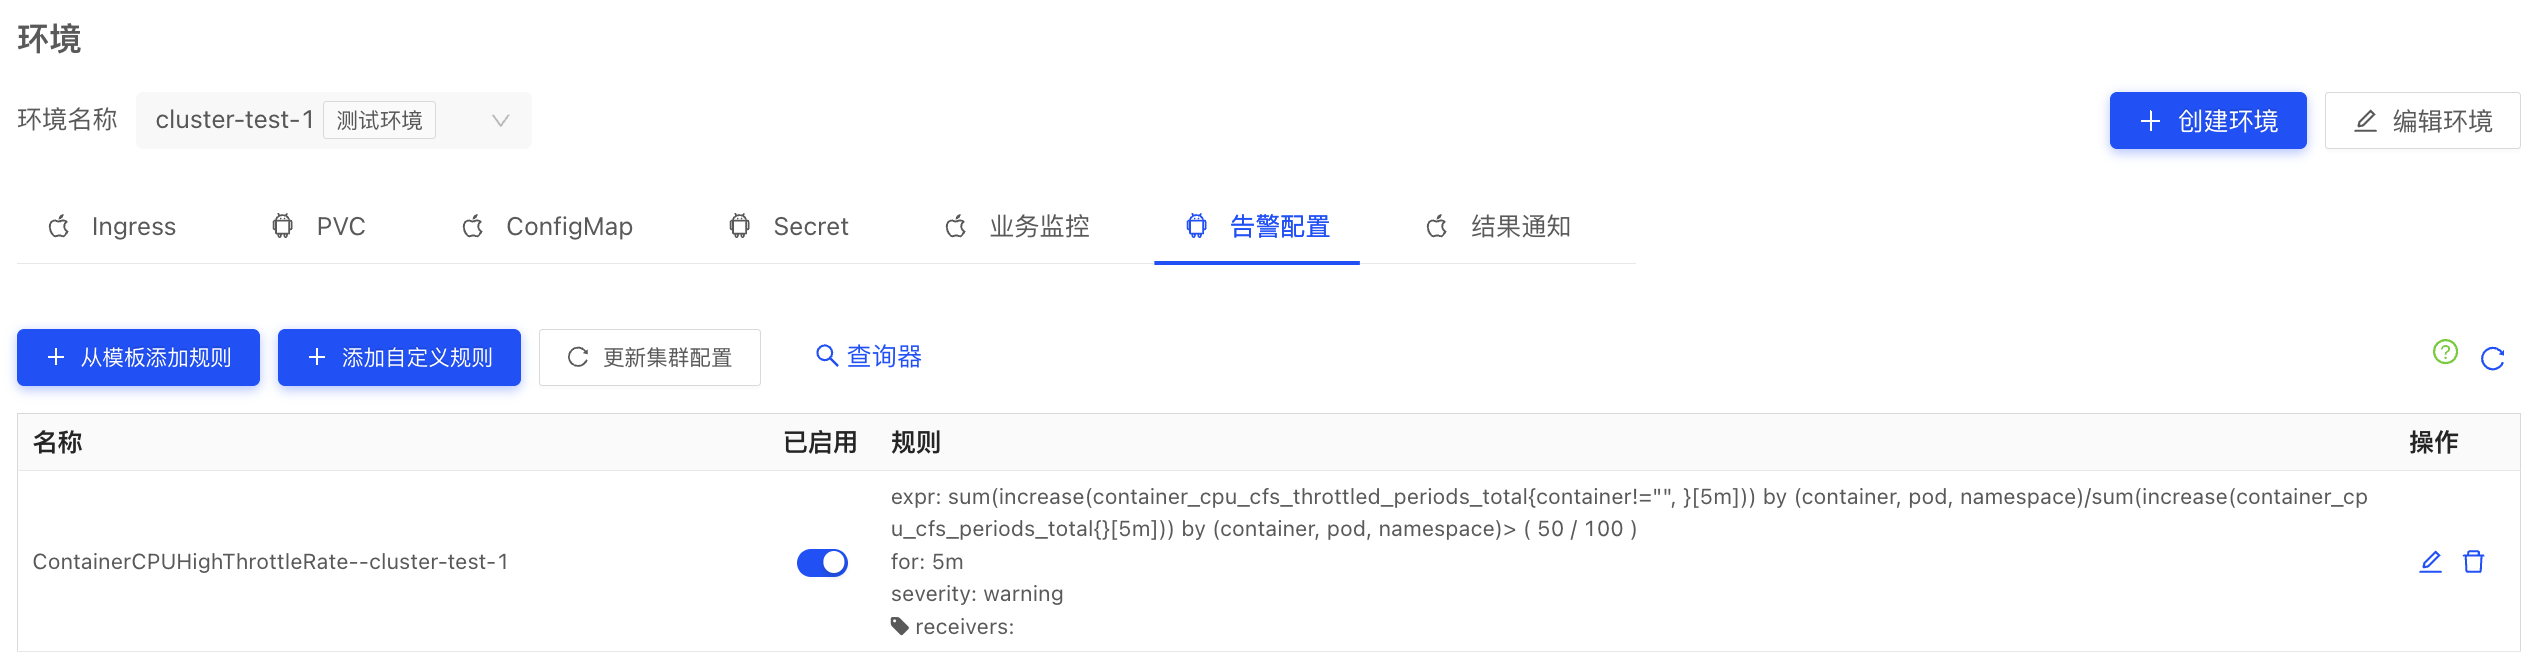 环境
环境名称 cluster-test-1 测试环境 创建环境 编辑环境
Ingress PVC ConfigMap Secret 业务监控 告警配置 结果通知
从模板添加规则 添加自定义规则 更新集群配置 查询器
名称 已启用 规则 操作
expr: sum(increase(container_cpu_cfs_throttled_periods_total{container!="", }[5m])) by (container, pod, namespace)/sum(increase(container_cp
u_cfs_periods_total{}[5m])) by (container, pod, namespace)> ( 50 / 100 )
ContainerCPUHighThrottleRate--cluster-test-1 for: 5m
severity: warning
receivers: